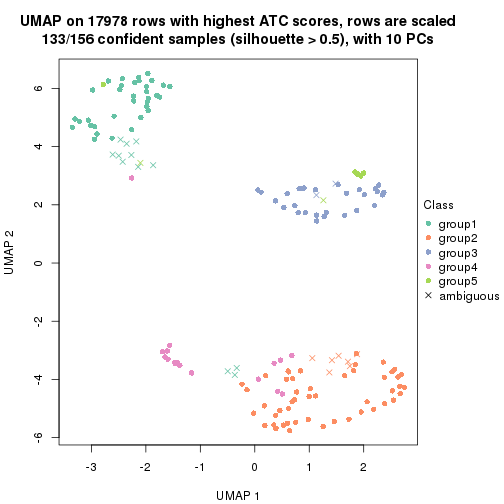 UMAP on 17978 rows with highest ATC scores, rows are scaled
133/156 confident samples (silhouette > 0.5), with 10 PCs
6
4
2
0
-2
-4
-6
UMAP 2
-3
-2
-1
0
1
2
UMAP 1
Class
group1
group2
group3
group4
group5
ambiguous